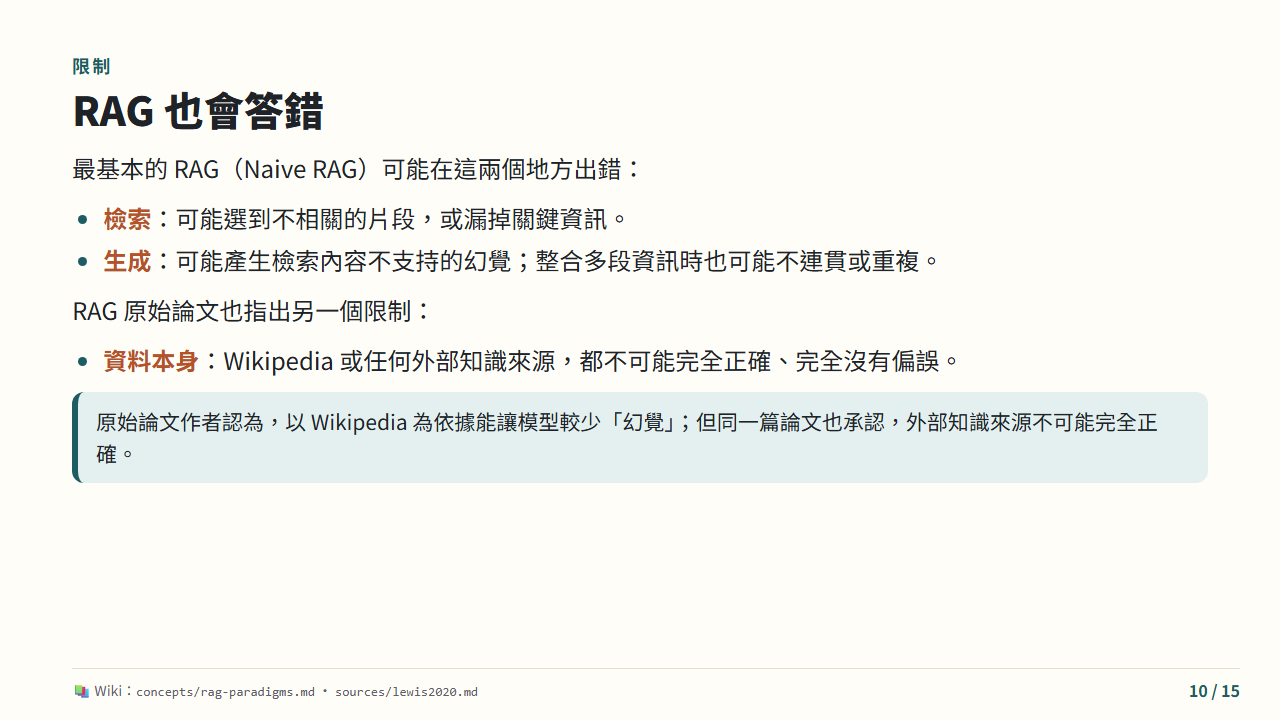 限制
RAG 也會答錯
最基本的 RAG（Naive RAG）可能在這兩個地方出錯：
• 檢索：可能選到不相關的片段，或漏掉關鍵資訊。
• 生成：可能產生檢索內容不支持的幻覺；整合多段資訊時也可能不連貫或重複。
RAG 原始論文也指出另一個限制：
• 資料本身：Wikipedia 或任何外部知識來源，都不可能完全正確、完全沒有偏誤。
原始論文作者認為，以 Wikipedia 為依據能讓模型較少「幻覺」；但同一篇論文也承認，外部知識來源不可能完全正
確。
📚 Wiki：concepts/rag-paradigms.md · sources/lewis2020.md
10 / 15